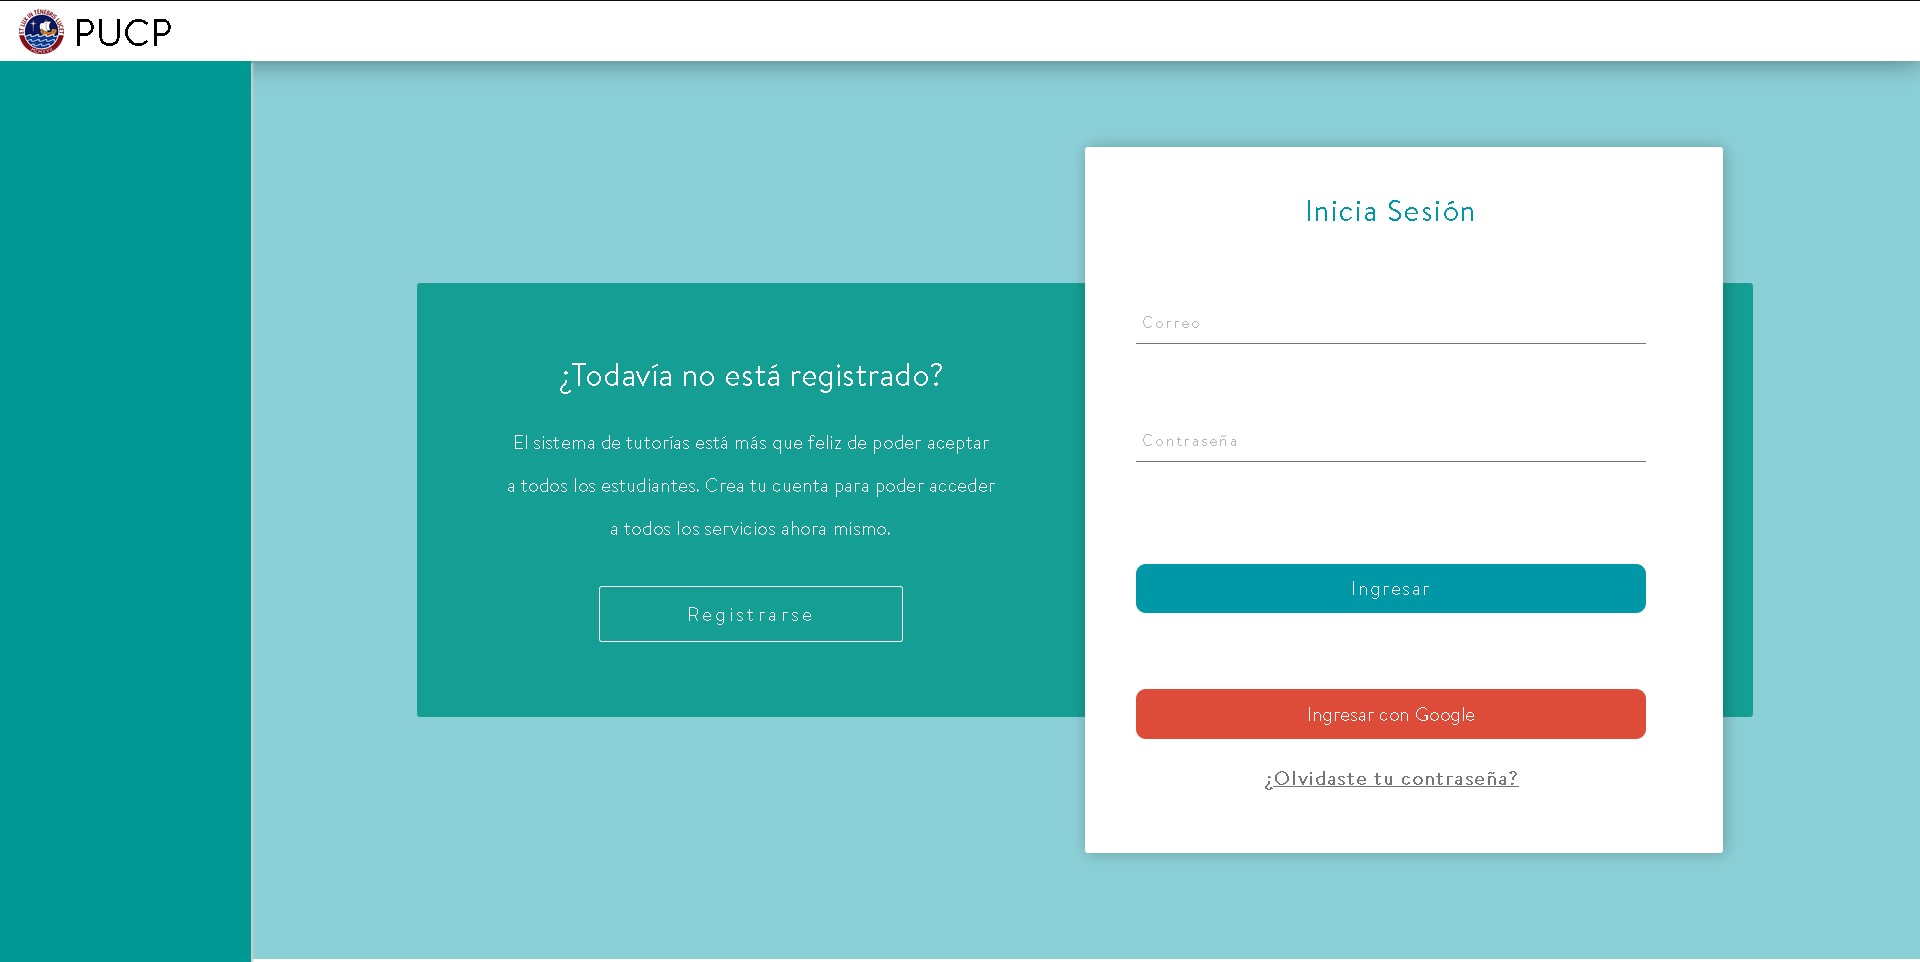 PUCP
Inicia Sesión
Correo
Contraseña
Ingresar
Ingresar con Google
¿Olvidaste tu contraseña?
¿Todavía no está registrado?
El sistema de tutorías está más que feliz de poder aceptar
a todos los estudiantes. Crea tu cuenta para poder acceder
a todos los servicios ahora mismo.
Registrarse